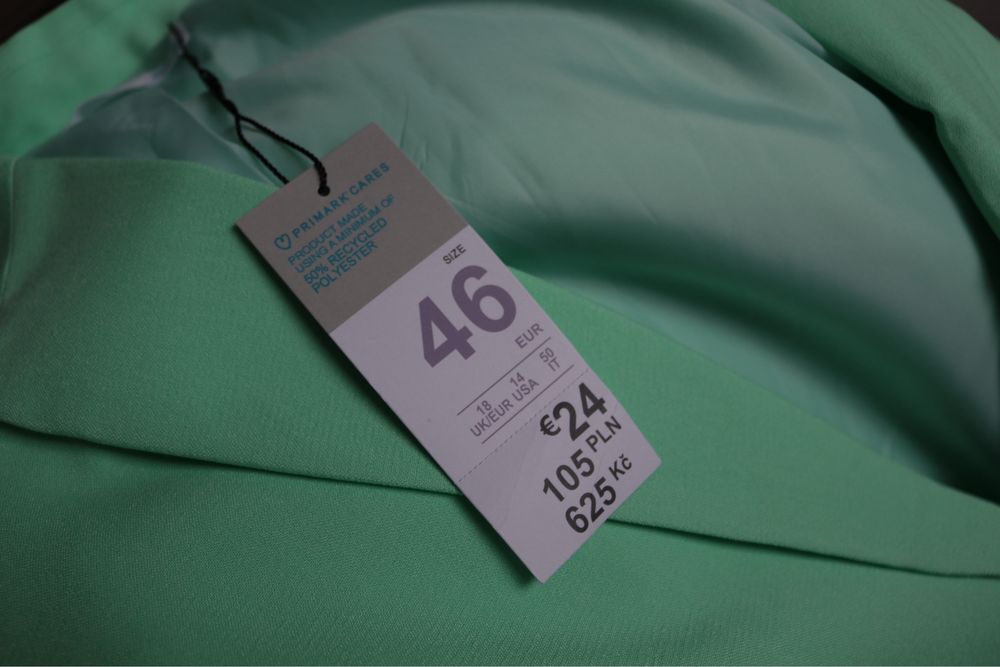 PRIMARK CARES
PRODUCT MADE
USING A MINIMUM OF
50% RECYCLED
POLYESTER
SIZE
46
EUR
18 14 50
UK/EUR USA IT
€24
105 PLN
625 Kč